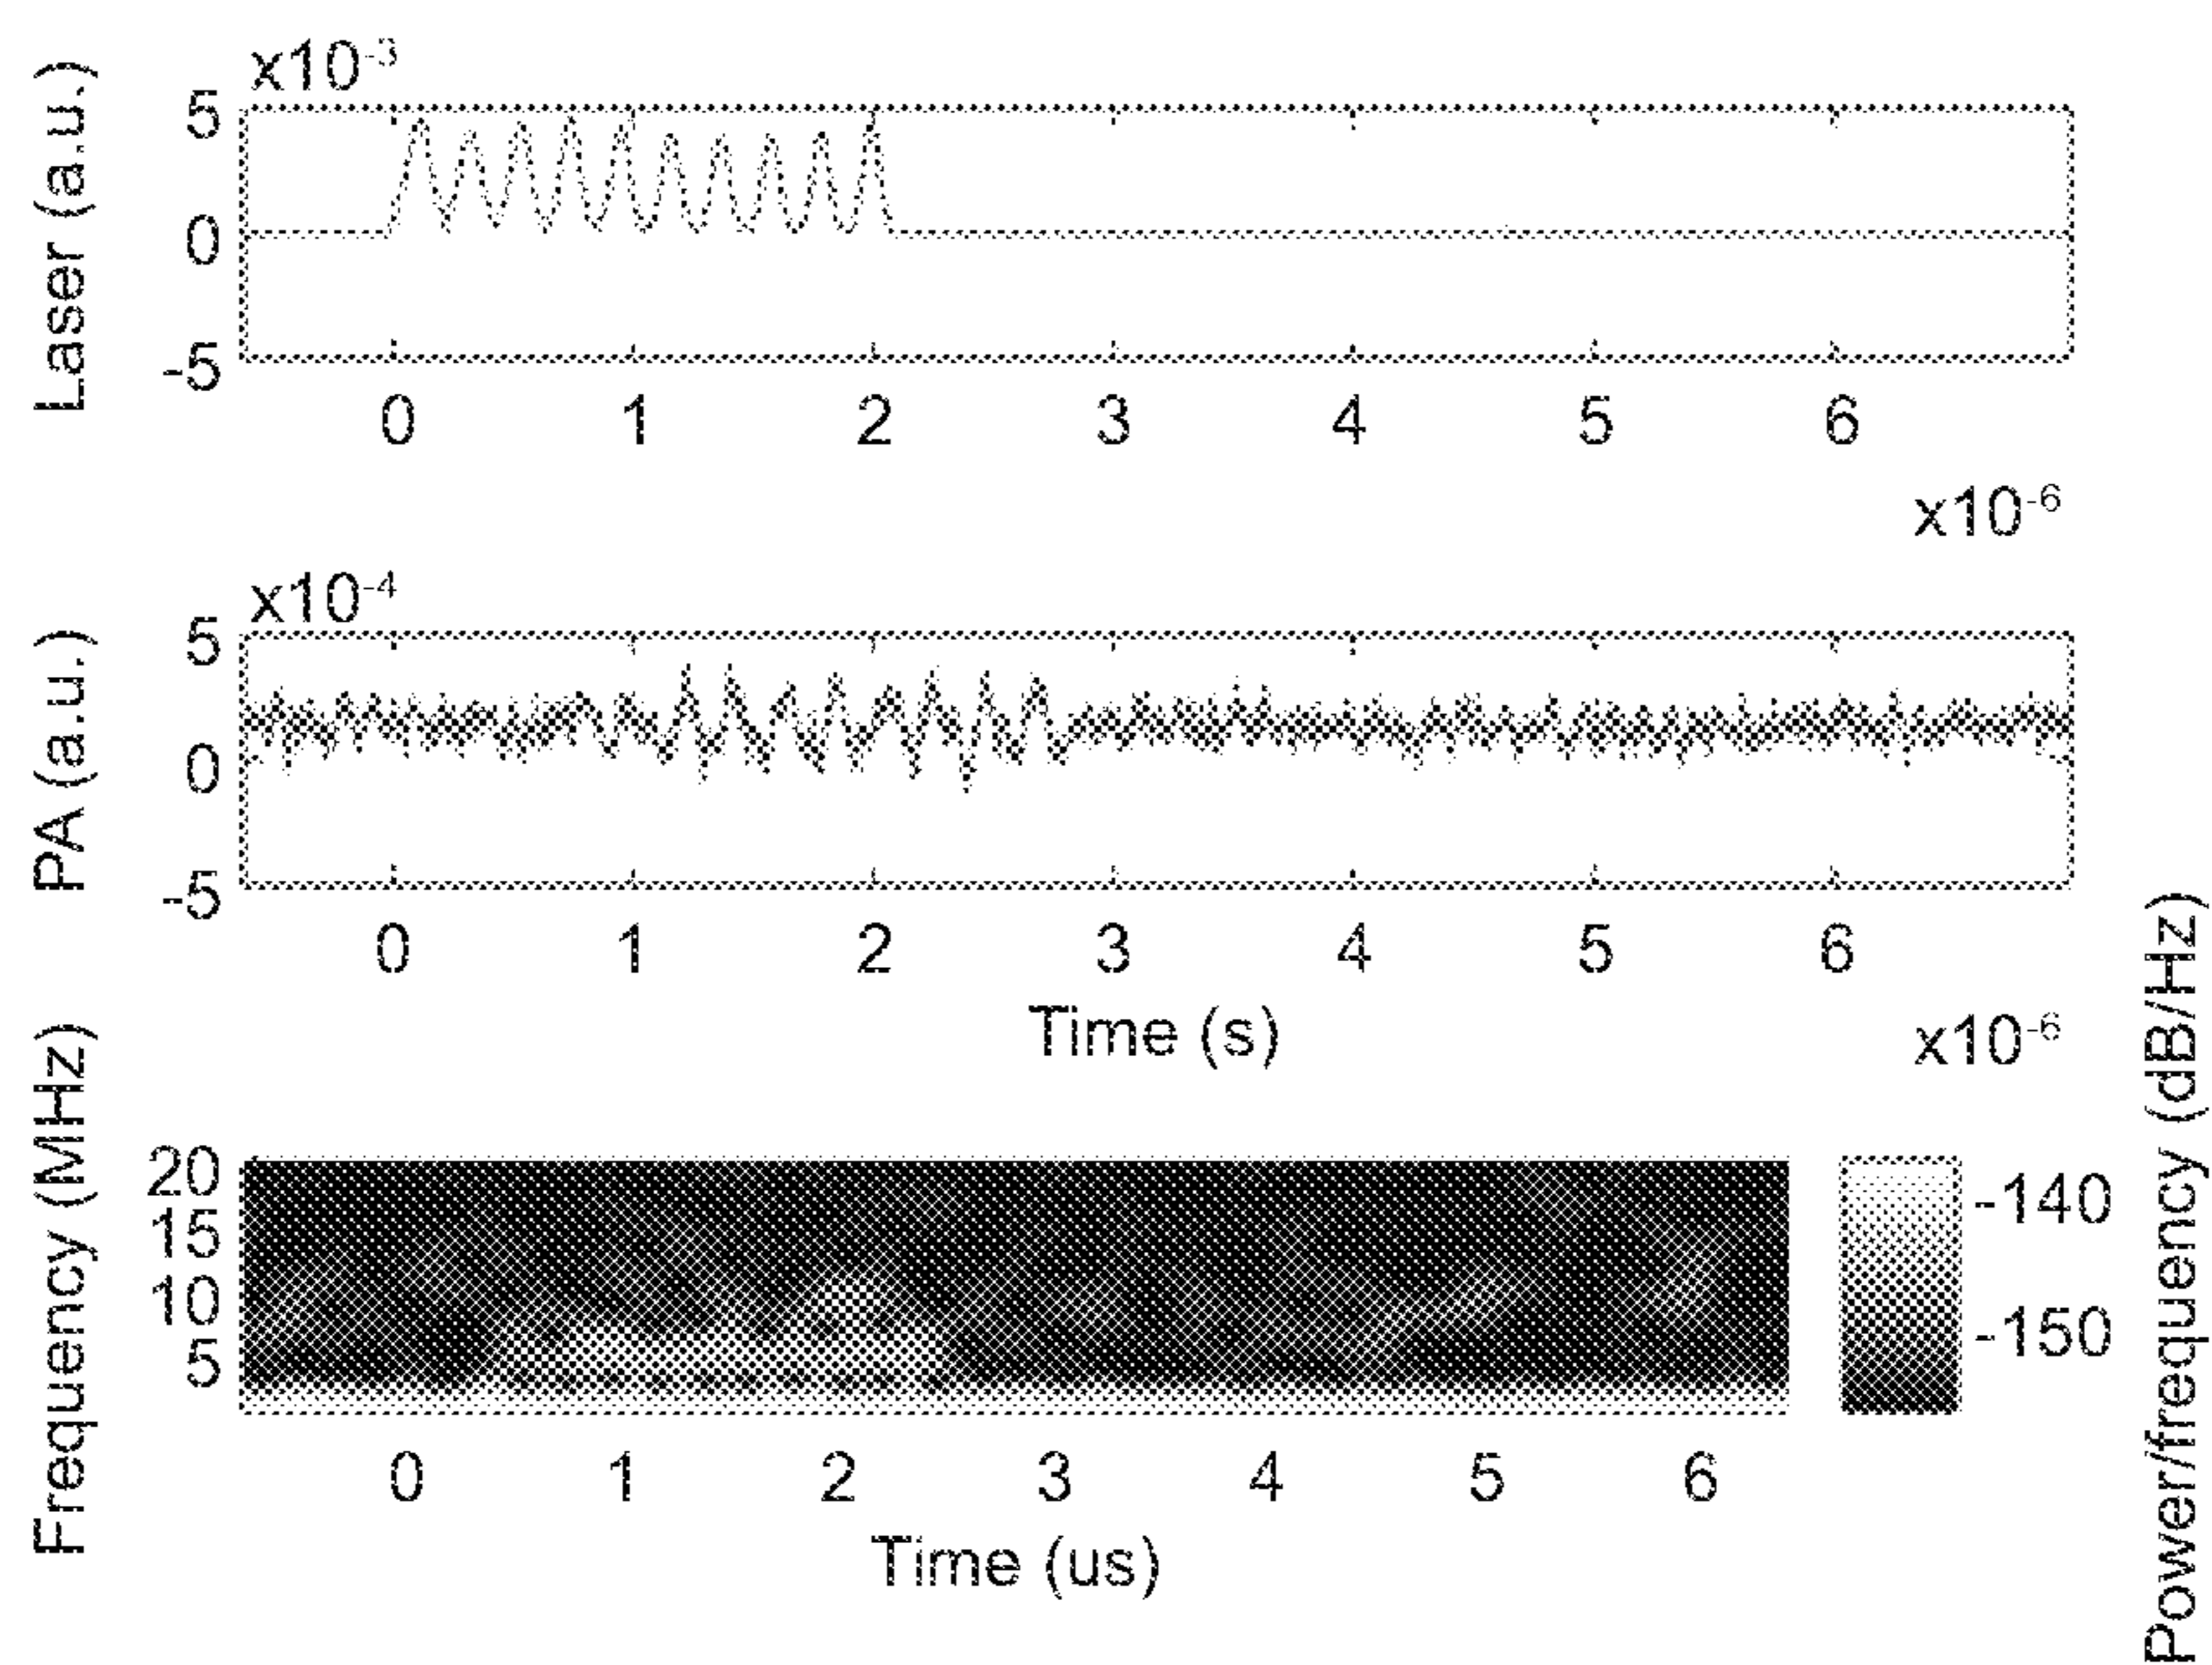 x10-3
Laser (a.u.)
5
0
-5
0 1 2 3 4 5 6
x10-6
x10-4
PA (a.u.)
5
0
-5
0 1 2 3 4 5 6
Time (s)
x10-6
Frequency (MHz)
20
15
10
5
0 1 2 3 4 5 6
Time (us)
-140
-150
Power/frequency (dB/Hz)